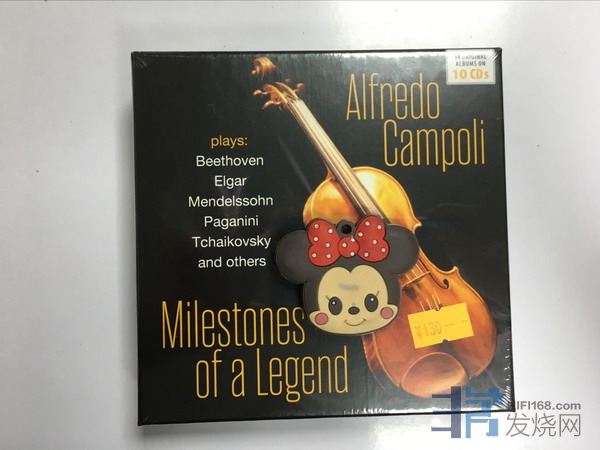 14 ORIGINAL
ALBUMS ON
10 CDs
Alfredo
Campoli
plays:
Beethoven
Elgar
Mendelssohn
Paganini
Tchaikovsky
and others
¥130
Milestones
of a Legend
HIFI168.com
发烧网